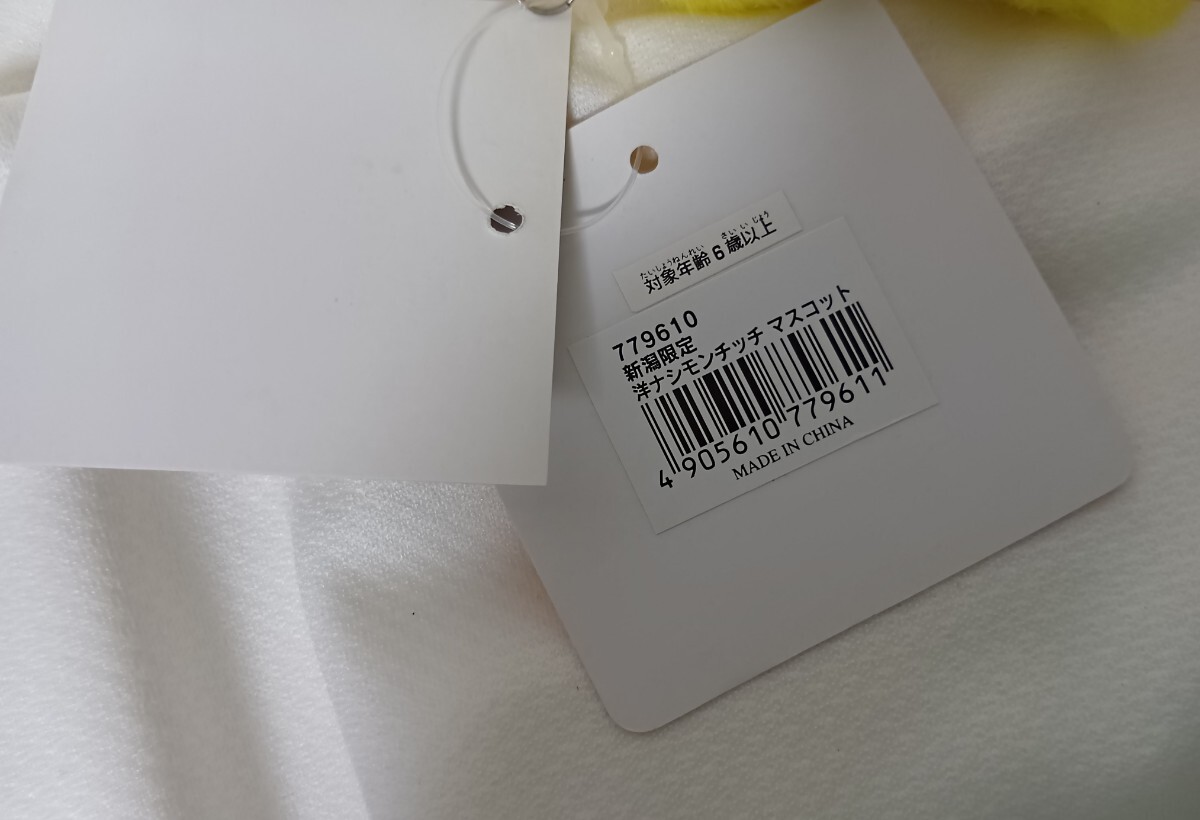 たいしょうねんれい さい いじょう
対象年齢6歳以上
779610
新潟限定
洋ナシモンチッチ マスコット
4 905610 779611
MADE IN CHINA